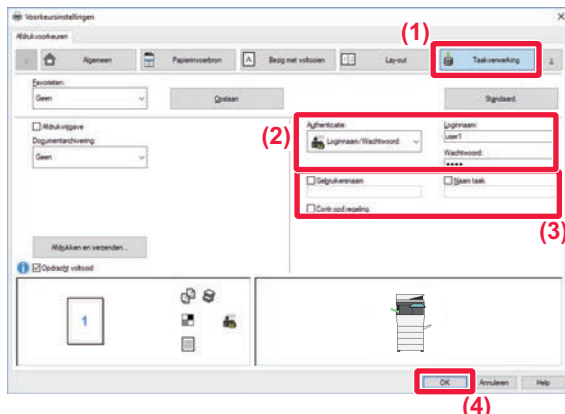 Voorkeursinstellingen
Afdrukvoorkeuren
(1)
Algemeen
Papierinvoerbron
Bezig met voltooien
Lay-out
Taakverwerking
Favorieten:
Geen
Opslaan
Standaard
Afdrukvrijgave
Documentarchivering:
Geen
(2)
Authenticatie:
Loginnaam/Wachtwoord
Loginnaam:
user1
Wachtwoord:
••••
Gebruikersnaam
Naam taak
Contr opd.regeling
(3)
Afdrukken en verzenden...
Opdracht voltooid
1
OK
Annuleren
Help
(4)